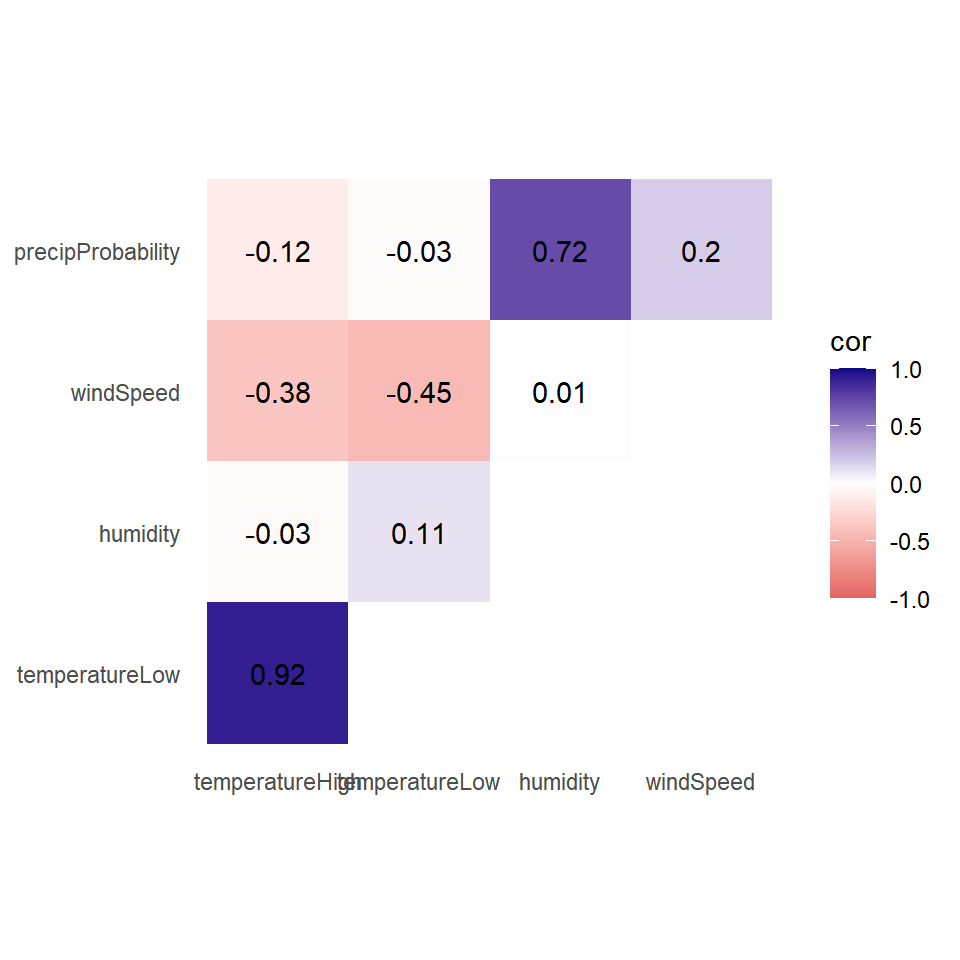 precipProbability -0.12 -0.03 0.72 0.2
windSpeed -0.38 -0.45 0.01
humidity -0.03 0.11
temperatureLow 0.92
temperatureHigh temperatureLow humidity windSpeed
cor
1.0
0.5
0.0
-0.5
-1.0